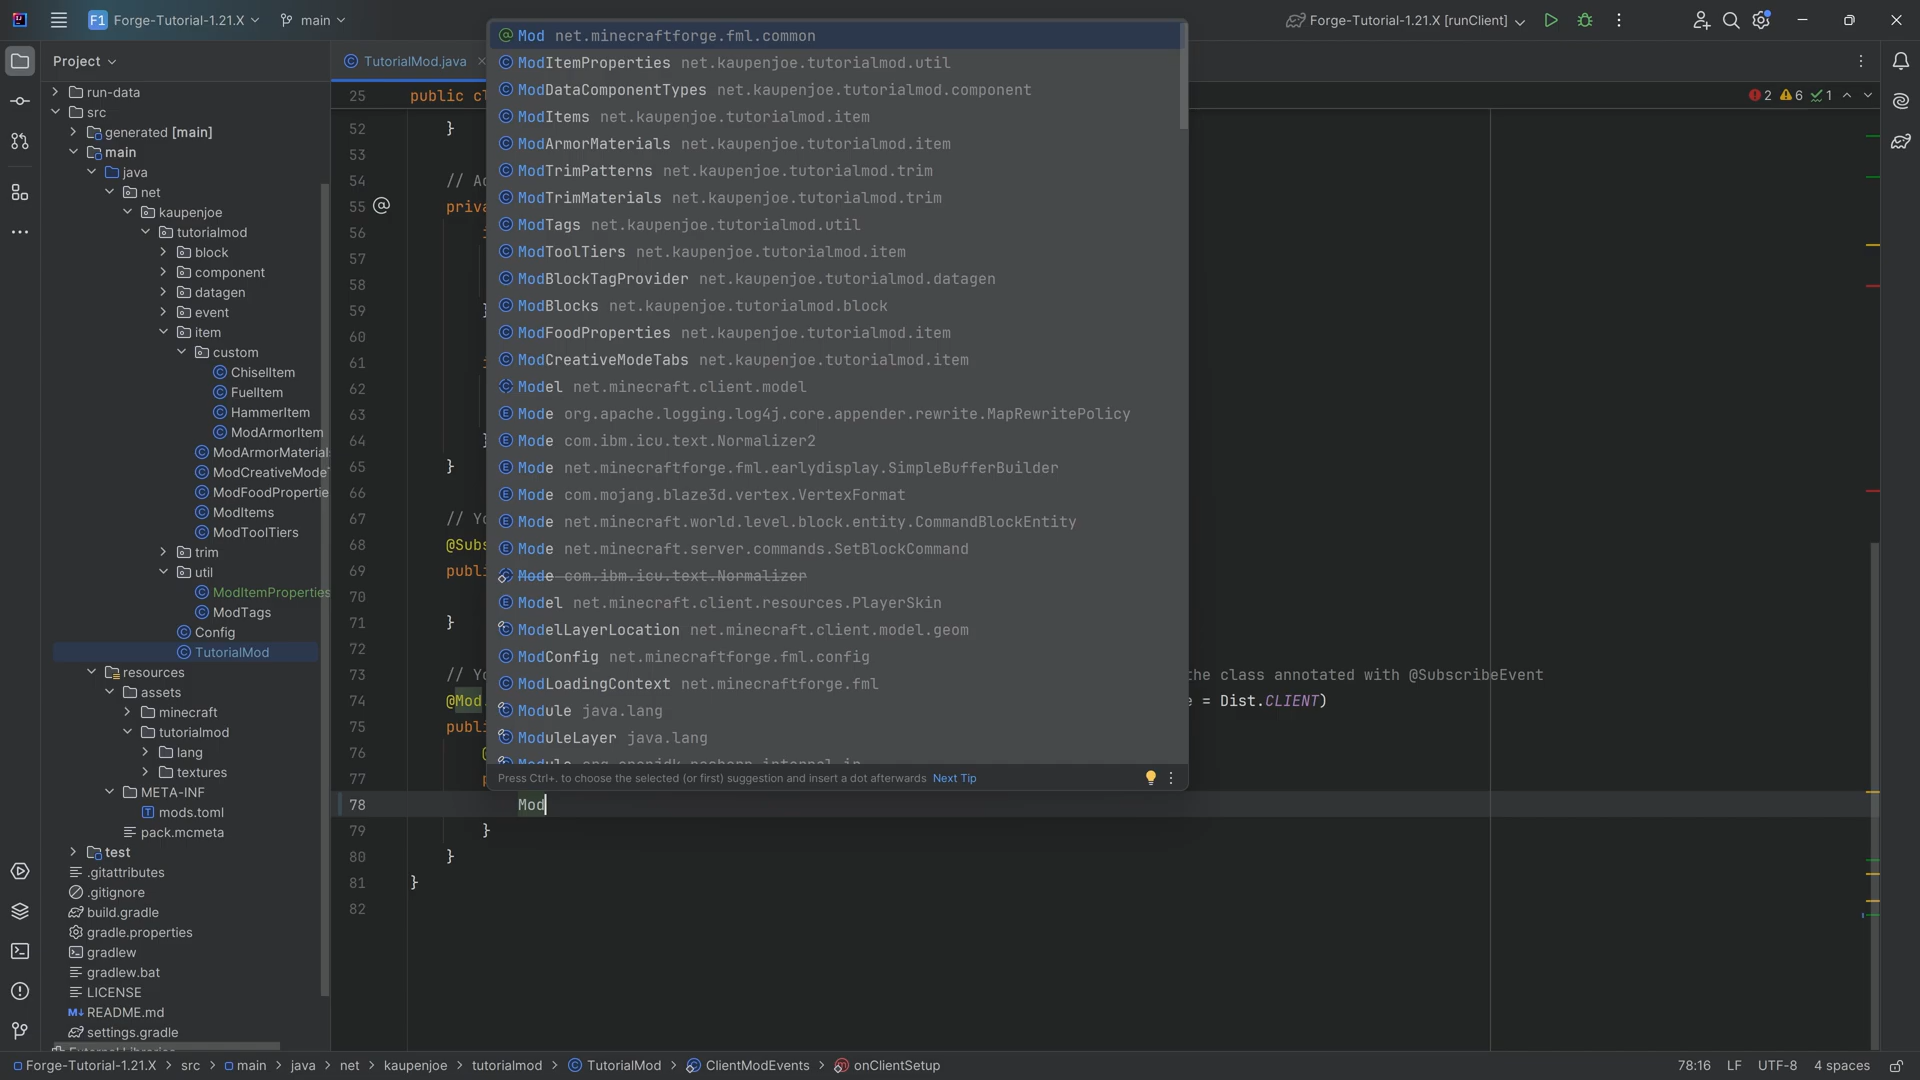 F1 Forge-Tutorial-1.21.X main Forge-Tutorial-1.21.X [runClient]
Project
run-data
src
generated [main]
main
java
net
kaupenjoe
tutorialmod
block
component
datagen
event
item
custom
ChiselItem
FuelItem
HammerItem
ModArmorItem
ModArmorMaterial
ModCreativeMode
ModFoodPropertie
ModItems
ModToolTiers
trim
util
ModItemProperties
ModTags
Config
TutorialMod
resources
assets
minecraft
tutorialmod
lang
textures
META-INF
mods.toml
pack.mcmeta
test
.gitattributes
.gitignore
build.gradle
gradle.properties
gradlew
gradlew.bat
LICENSE
README.md
settings.gradle
TutorialMod.java
25 public cl
2 6 1
52 }
53
54 // Ad
55 @ priva
56
57
58
59
60
61
62
63
64
65 }
66
67 // Yo
68 @Subs
69 publi
70
71 }
72
73 // Yo the class annotated with @SubscribeEvent
74 @Mod = Dist.CLIENT)
75 publi
76 @
77 p
78 Mod
79 }
80 }
81 }
82
Mod net.minecraftforge.fml.common
ModItemProperties net.kaupenjoe.tutorialmod.util
ModDataComponentTypes net.kaupenjoe.tutorialmod.component
ModItems net.kaupenjoe.tutorialmod.item
ModArmorMaterials net.kaupenjoe.tutorialmod.item
ModTrimPatterns net.kaupenjoe.tutorialmod.trim
ModTrimMaterials net.kaupenjoe.tutorialmod.trim
ModTags net.kaupenjoe.tutorialmod.util
ModToolTiers net.kaupenjoe.tutorialmod.item
ModBlockTagProvider net.kaupenjoe.tutorialmod.datagen
ModBlocks net.kaupenjoe.tutorialmod.block
ModFoodProperties net.kaupenjoe.tutorialmod.item
ModCreativeModeTabs net.kaupenjoe.tutorialmod.item
Model net.minecraft.client.model
Mode org.apache.logging.log4j.core.appender.rewrite.MapRewritePolicy
Mode com.ibm.icu.text.Normalizer2
Mode net.minecraftforge.fml.earlydisplay.SimpleBufferBuilder
Mode com.mojang.blaze3d.vertex.VertexFormat
Mode net.minecraft.world.level.block.entity.CommandBlockEntity
Mode net.minecraft.server.commands.SetBlockCommand
Mode com.ibm.icu.text.Normalizer
Model net.minecraft.client.resources.PlayerSkin
ModelLayerLocation net.minecraft.client.model.geom
ModConfig net.minecraftforge.fml.config
ModLoadingContext net.minecraftforge.fml
Module java.lang
ModuleLayer java.lang
Press Ctrl+. to choose the selected (or first) suggestion and insert a dot afterwards Next Tip
Forge-Tutorial-1.21.X > src > main > java > net > kaupenjoe > tutorialmod > TutorialMod > ClientModEvents > onClientSetup 78:16 LF UTF-8 4 spaces